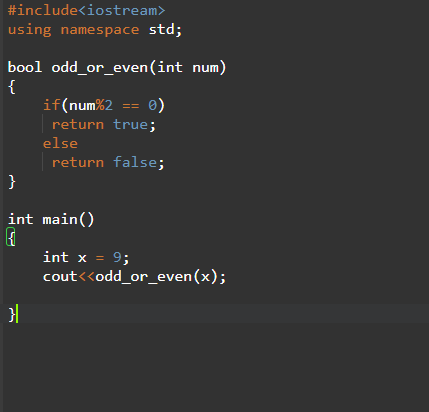 #include<iostream>
using namespace std;
bool odd_or_even(int num)
{
if(num%2 == 0)
return true;
else
return false;
}
int main()
{
int x = 9;
cout<<odd_or_even(x);
}